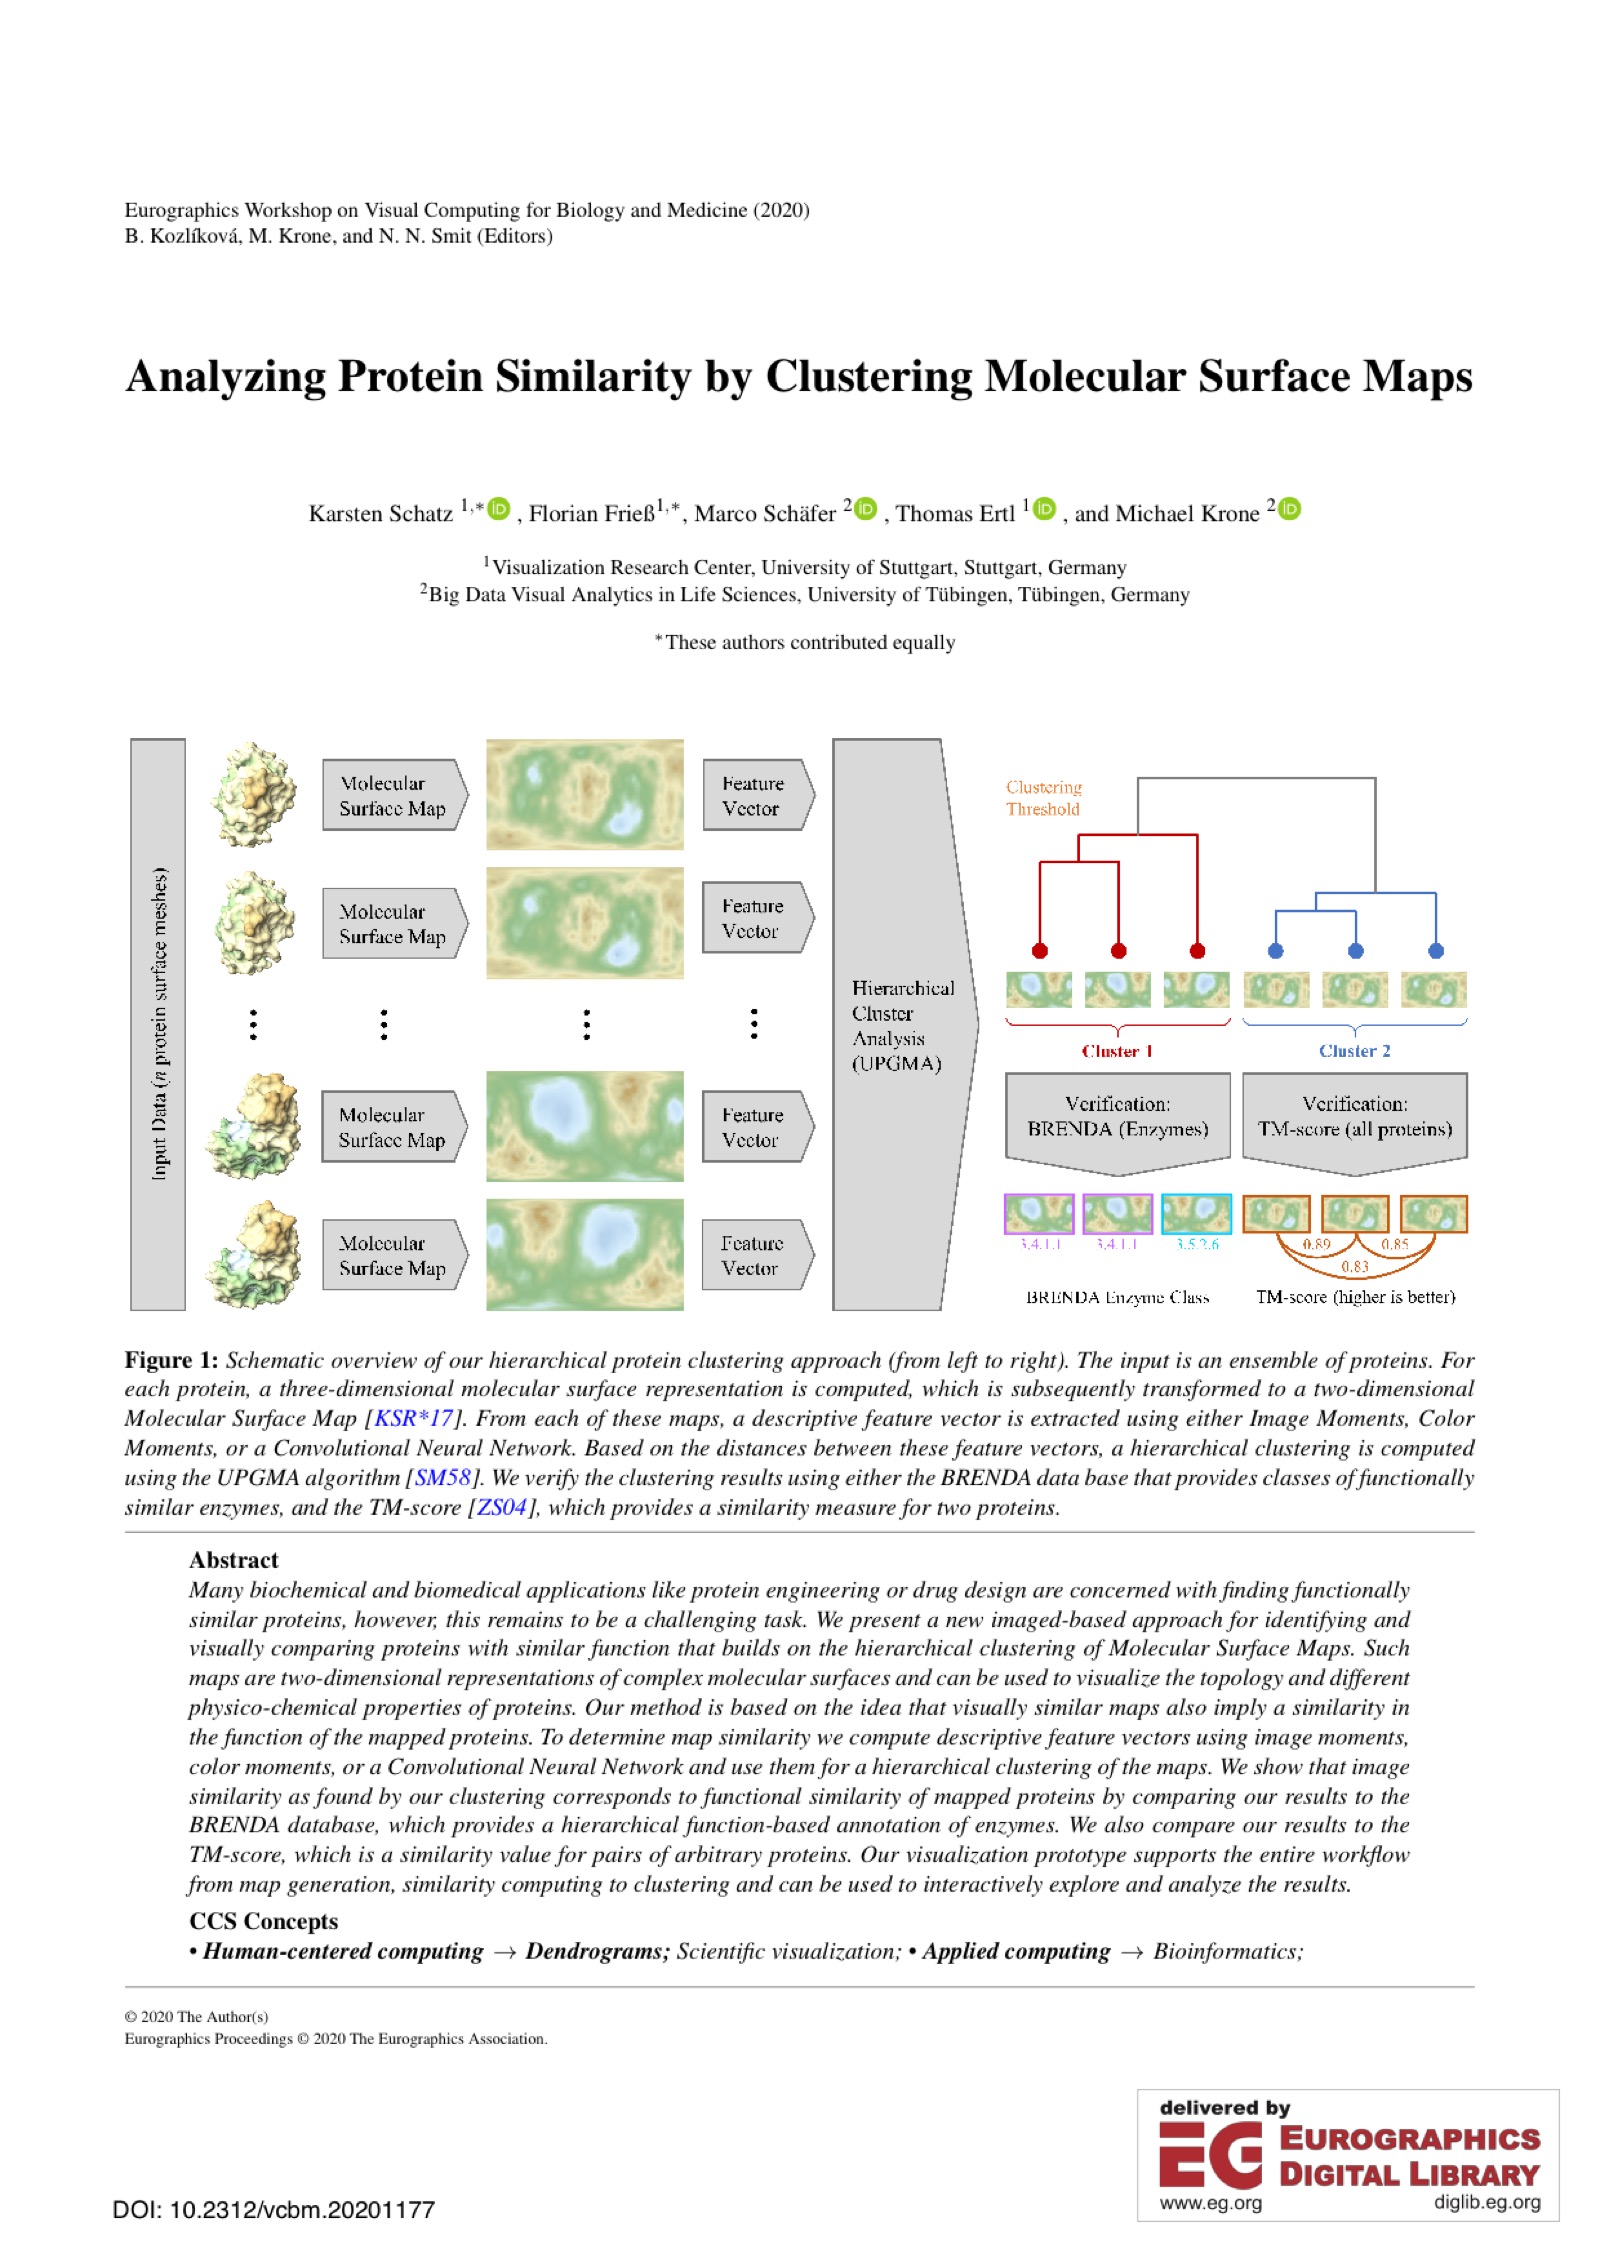 Eurographics Workshop on Visual Computing for Biology and Medicine (2020)
B. Kozlíková, M. Krone, and N. N. Smit (Editors)
Analyzing Protein Similarity by Clustering Molecular Surface Maps
Karsten Schatz 1,* iD , Florian Frieß1,*, Marco Schäfer 2 iD , Thomas Ertl 1 iD , and Michael Krone 2 iD
1Visualization Research Center, University of Stuttgart, Stuttgart, Germany
2Big Data Visual Analytics in Life Sciences, University of Tübingen, Tübingen, Germany
*These authors contributed equally
Input Data (n protein surface meshes)
Molecular
Surface Map
Feature
Vector
Molecular
Surface Map
Feature
Vector
Molecular
Surface Map
Feature
Vector
Molecular
Surface Map
Feature
Vector
Hierarchical
Cluster
Analysis
(UPGMA)
Clustering
Threshold
Cluster 1
Cluster 2
Verification:
BRENDA (Enzymes)
Verification:
TM-score (all proteins)
3.4.1.1
3.4.1.1
3.5.2.6
0.89
0.85
0.83
BRENDA Enzyme Class
TM-score (higher is better)
Figure 1: Schematic overview of our hierarchical protein clustering approach (from left to right). The input is an ensemble of proteins. For
each protein, a three-dimensional molecular surface representation is computed, which is subsequently transformed to a two-dimensional
Molecular Surface Map [KSR*17]. From each of these maps, a descriptive feature vector is extracted using either Image Moments, Color
Moments, or a Convolutional Neural Network. Based on the distances between these feature vectors, a hierarchical clustering is computed
using the UPGMA algorithm [SM58]. We verify the clustering results using either the BRENDA data base that provides classes of functionally
similar enzymes, and the TM-score [ZS04], which provides a similarity measure for two proteins.
Abstract
Many biochemical and biomedical applications like protein engineering or drug design are concerned with finding functionally
similar proteins, however, this remains to be a challenging task. We present a new imaged-based approach for identifying and
visually comparing proteins with similar function that builds on the hierarchical clustering of Molecular Surface Maps. Such
maps are two-dimensional representations of complex molecular surfaces and can be used to visualize the topology and different
physico-chemical properties of proteins. Our method is based on the idea that visually similar maps also imply a similarity in
the function of the mapped proteins. To determine map similarity we compute descriptive feature vectors using image moments,
color moments, or a Convolutional Neural Network and use them for a hierarchical clustering of the maps. We show that image
similarity as found by our clustering corresponds to functional similarity of mapped proteins by comparing our results to the
BRENDA database, which provides a hierarchical function-based annotation of enzymes. We also compare our results to the
TM-score, which is a similarity value for pairs of arbitrary proteins. Our visualization prototype supports the entire workflow
from map generation, similarity computing to clustering and can be used to interactively explore and analyze the results.
CCS Concepts
• Human-centered computing → Dendrograms; Scientific visualization; • Applied computing → Bioinformatics;
© 2020 The Author(s)
Eurographics Proceedings © 2020 The Eurographics Association.
DOI: 10.2312/vcbm.20201177
delivered by
EG EUROGRAPHICS
DIGITAL LIBRARY
www.eg.org
diglib.eg.org